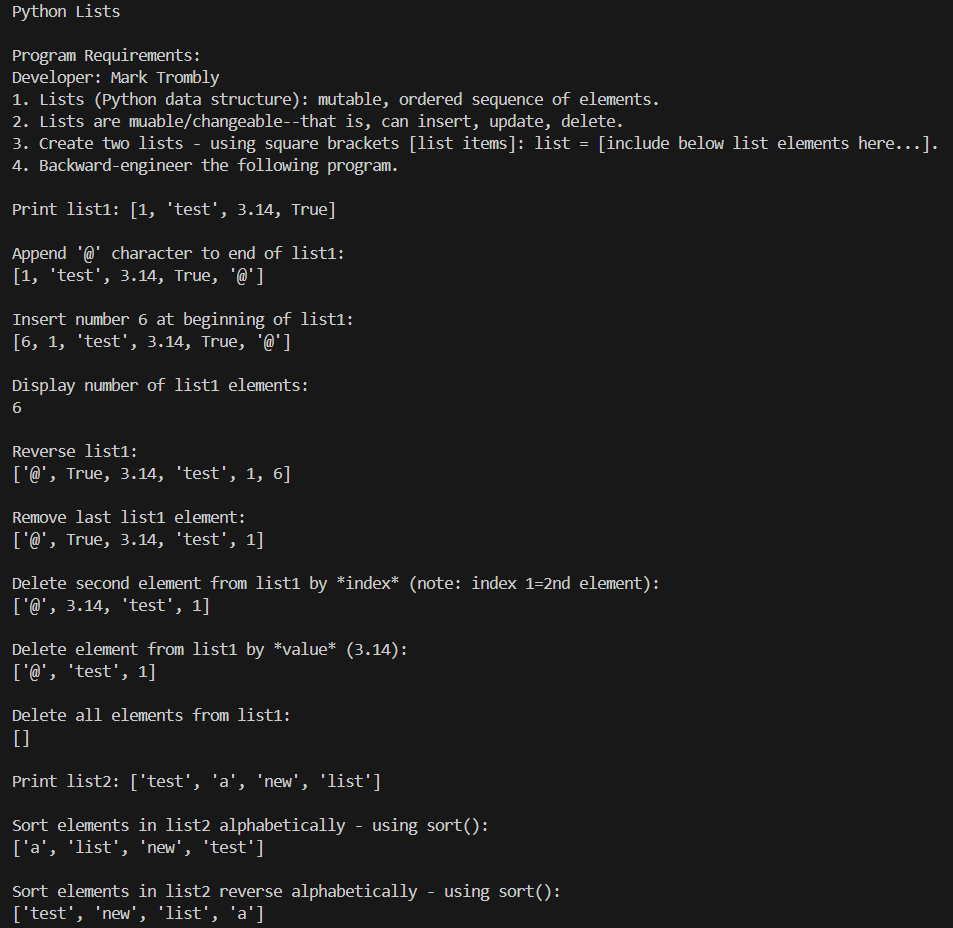 Python Lists
Program Requirements:
Developer: Mark Trombly
1. Lists (Python data structure): mutable, ordered sequence of elements.
2. Lists are muable/changeable--that is, can insert, update, delete.
3. Create two lists - using square brackets [list items]: list = [include below list elements here...].
4. Backward-engineer the following program.
Print list1: [1, 'test', 3.14, True]
Append '@' character to end of list1:
[1, 'test', 3.14, True, '@']
Insert number 6 at beginning of list1:
[6, 1, 'test', 3.14, True, '@']
Display number of list1 elements:
6
Reverse list1:
['@', True, 3.14, 'test', 1, 6]
Remove last list1 element:
['@', True, 3.14, 'test', 1]
Delete second element from list1 by *index* (note: index 1=2nd element):
['@', 3.14, 'test', 1]
Delete element from list1 by *value* (3.14):
['@', 'test', 1]
Delete all elements from list1:
[]
Print list2: ['test', 'a', 'new', 'list']
Sort elements in list2 alphabetically - using sort():
['a', 'list', 'new', 'test']
Sort elements in list2 reverse alphabetically - using sort():
['test', 'new', 'list', 'a']